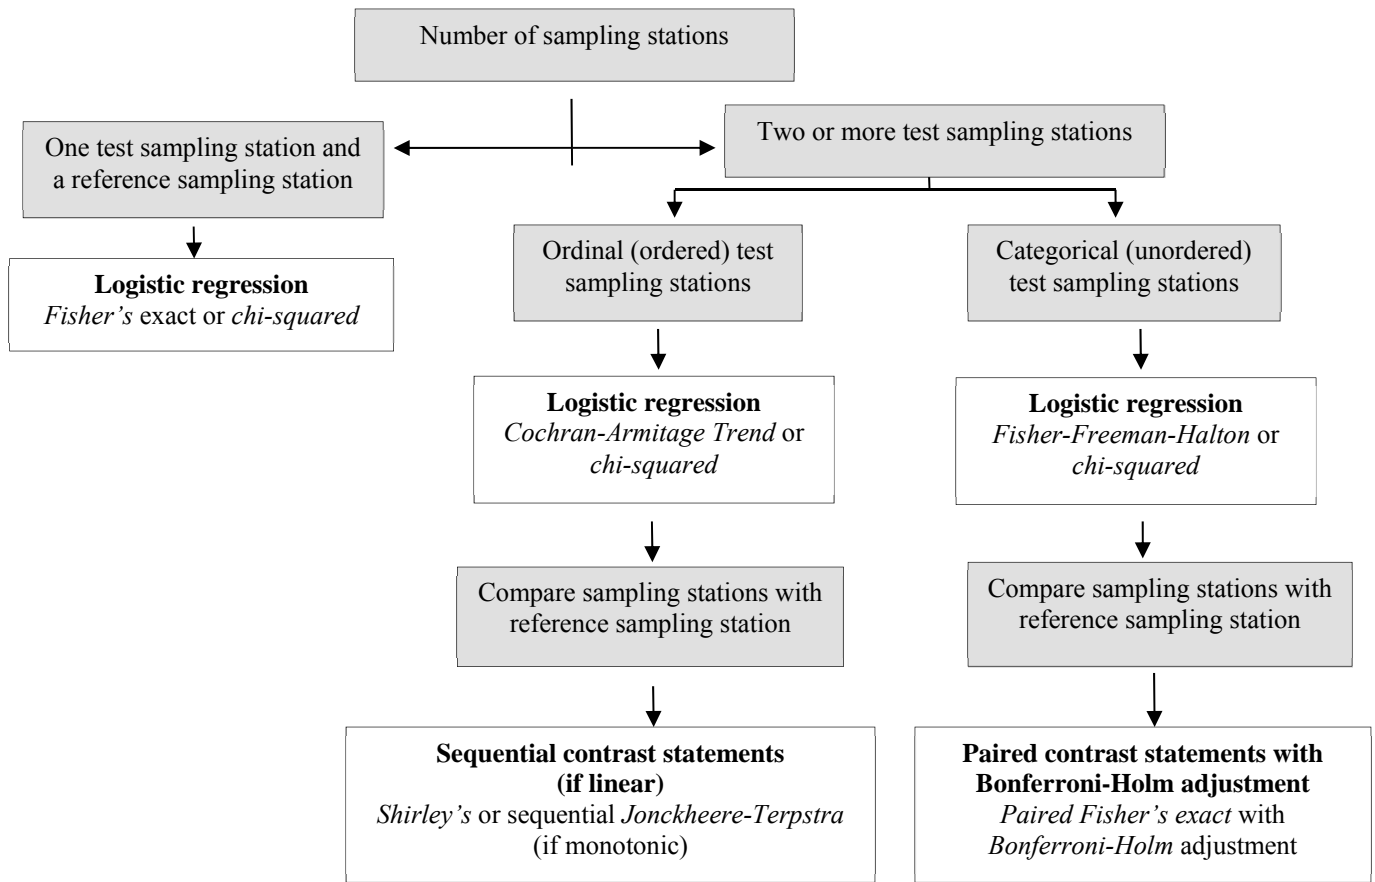 Number of sampling stations
One test sampling station and
a reference sampling station
Two or more test sampling stations
Logistic regression
Fisher’s exact or chi-squared
Ordinal (ordered) test
sampling stations
Categorical (unordered)
test sampling stations
Logistic regression
Cochran-Armitage Trend or
chi-squared
Logistic regression
Fisher-Freeman-Halton or
chi-squared
Compare sampling stations with
reference sampling station
Compare sampling stations with
reference sampling station
Sequential contrast statements
(if linear)
Shirley’s or sequential Jonckheere-Terpstra
(if monotonic)
Paired contrast statements with
Bonferroni-Holm adjustment
Paired Fisher’s exact with
Bonferroni-Holm adjustment